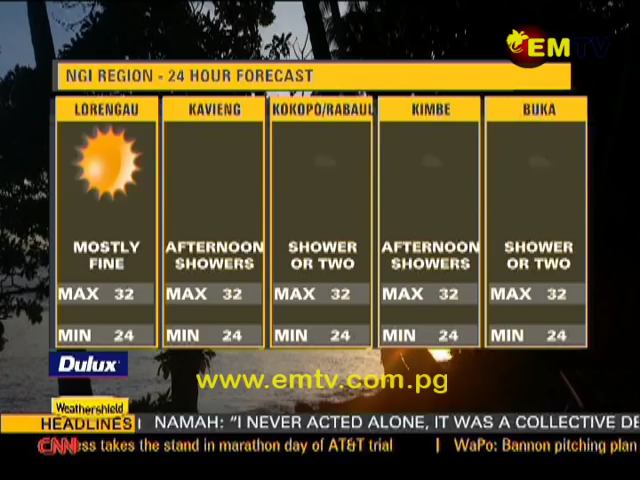 EMTV
NGI REGION - 24 HOUR FORECAST
LORENGAU KAVIENG KOKOPO/RABAUL KIMBE BUKA
MOSTLY FINE
AFTERNOON SHOWERS
SHOWER OR TWO
AFTERNOON SHOWERS
SHOWER OR TWO
MAX 32 MAX 32 MAX 32 MAX 32 MAX 32
MIN 24 MIN 24 MIN 24 MIN 24 MIN 24
Dulux
www.emtv.com.pg
Weathershield
HEADLINES NAMAH: "I NEVER ACTED ALONE, IT WAS A COLLECTIVE DE
CNN ess takes the stand in marathon day of AT&T trial | WaPo: Bannon pitching plan